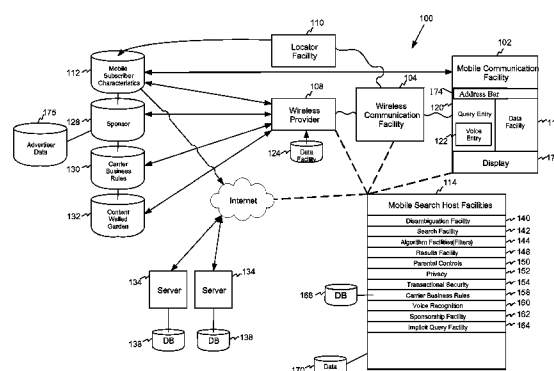 110
100
Locator
Facility
102
Mobile
Subscriber
Characteristics
112
108
104
Mobile Communication
Facility
174
Address Bar
120
Query Entry
Data
Facility
11
122
Voice Entry
Display
17
175
128
Sponsor
Wireless
Provider
Wireless
Communication
Facility
Advertiser
Data
124
Data
Facility
130
Carrier
Business
Rules
132
Content
Walled
Garden
Internet
114
Mobile Search Host Facilities
Disambiguation Facility
140
Search Facility
142
Algorithm Facilities(Filters)
144
Results Facility
148
Parental Controls
150
Privacy
152
Transactional Security
154
Carrier Business Rules
158
Voice Recognition
160
Sponsorship Facility
162
Implicit Query Facility
164
168
DB
134
Server
134
Server
138
DB
138
DB
170
Data